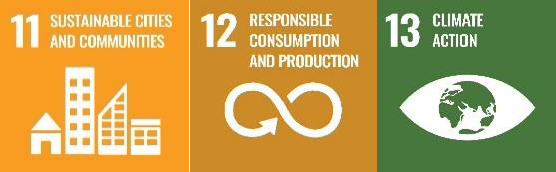 11 SUSTAINABLE CITIES
AND COMMUNITIES
12 RESPONSIBLE
CONSUMPTION
AND PRODUCTION
13 CLIMATE
ACTION